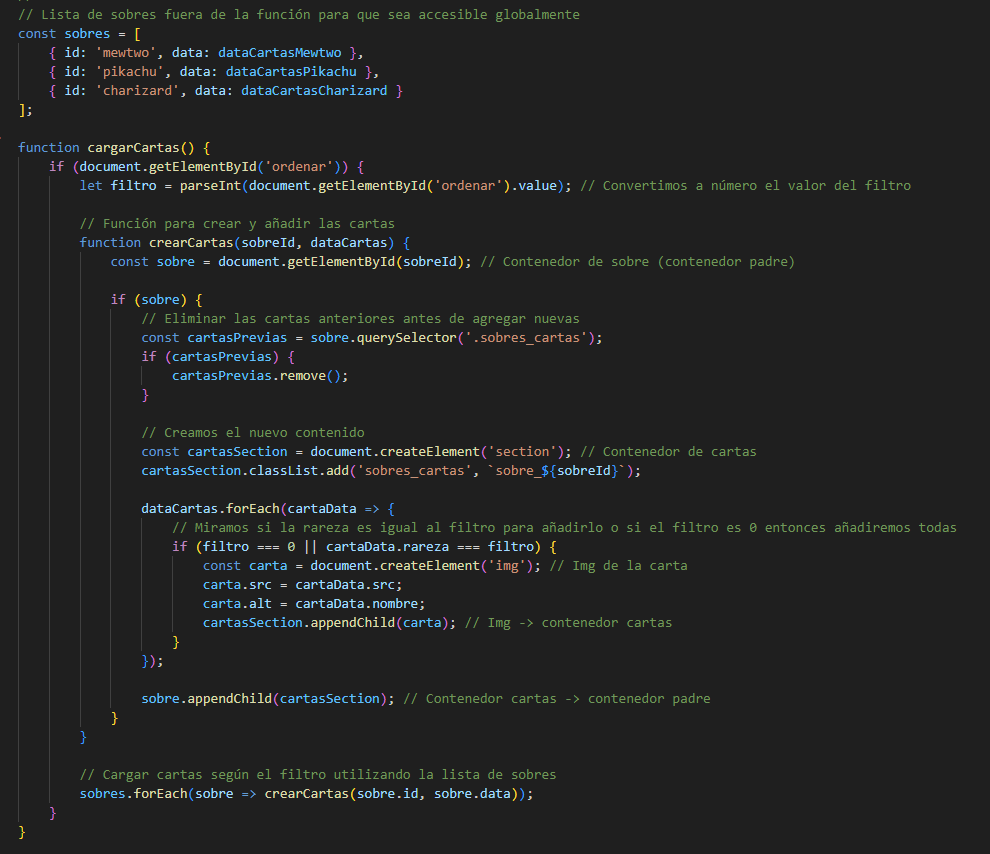 // Lista de sobres fuera de la función para que sea accesible globalmente
const sobres = [
    { id: 'mewtwo', data: dataCartasMewtwo },
    { id: 'pikachu', data: dataCartasPikachu },
    { id: 'charizard', data: dataCartasCharizard }
];

function cargarCartas() {
    if (document.getElementById('ordenar')) {
        let filtro = parseInt(document.getElementById('ordenar').value); // Convertimos a número el valor del filtro

        // Función para crear y añadir las cartas
        function crearCartas(sobreId, dataCartas) {
            const sobre = document.getElementById(sobreId); // Contenedor de sobre (contenedor padre)

            if (sobre) {
                // Eliminar las cartas anteriores antes de agregar nuevas
                const cartasPrevias = sobre.querySelector('.sobres_cartas');
                if (cartasPrevias) {
                    cartasPrevias.remove();
                }

                // Creamos el nuevo contenido
                const cartasSection = document.createElement('section'); // Contenedor de cartas
                cartasSection.classList.add('sobres_cartas', `sobre_${sobreId}`);

                dataCartas.forEach(cartaData => {
                    // Miramos si la rareza es igual al filtro para añadirlo o si el filtro es 0 entonces añadiremos todas
                    if (filtro === 0 || cartaData.rareza === filtro) {
                        const carta = document.createElement('img'); // Img de la carta
                        carta.src = cartaData.src;
                        carta.alt = cartaData.nombre;
                        cartasSection.appendChild(carta); // Img -> contenedor cartas
                    }
                });

                sobre.appendChild(cartasSection); // Contenedor cartas -> contenedor padre
            }
        }

        // Cargar cartas según el filtro utilizando la lista de sobres
        sobres.forEach(sobre => crearCartas(sobre.id, sobre.data));
    }
}